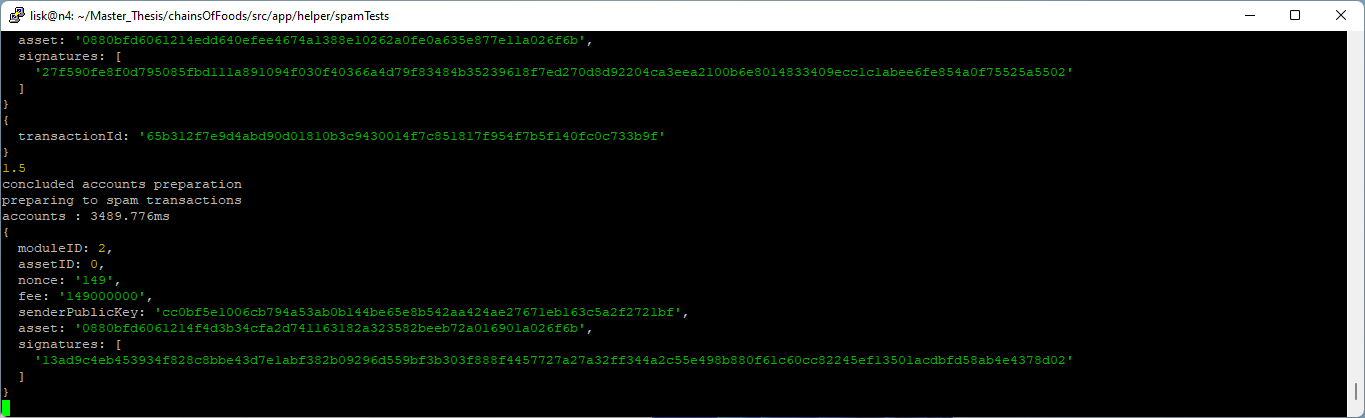 lisk@n4: ~/Master_Thesis/chainsOfFoods/src/app/helper/spamTests
asset: '0880bfd6061214edd640efee4674a1388e10262a0fe0a635e877e11a026f6b',
signatures: [
'27f590fe8f0d795085fbd111a891094f030f40366a4d79f83484b35239618f7ed270d8d92204ca3eea2100b6e8014833409ecc1c1abee6fe854a0f75525a5502'
]
}
{
transactionId: '65b312f7e9d4abd90d01810b3c9430014f7c851817f954f7b5f140fc0c733b9f'
}
1.5
concluded accounts preparation
preparing to spam transactions
accounts : 3489.776ms
{
moduleID: 2,
assetID: 0,
nonce: '149',
fee: '149000000',
senderPublicKey: 'cc0bf5e1006cb794a53ab0b144be65e8b542aa424ae27671eb163c5a2f2721bf',
asset: '0880bfd6061214f4d3b34cfa2d741163182a323582beeb72a016901a026f6b',
signatures: [
'13ad9c4eb453934f828c8bbe43d7e1abf382b09296d559bf3b303f888f4457727a27a32ff344a2c55e498b880f61c60cc82245ef13501acdbfd58ab4e4378d02'
]
}